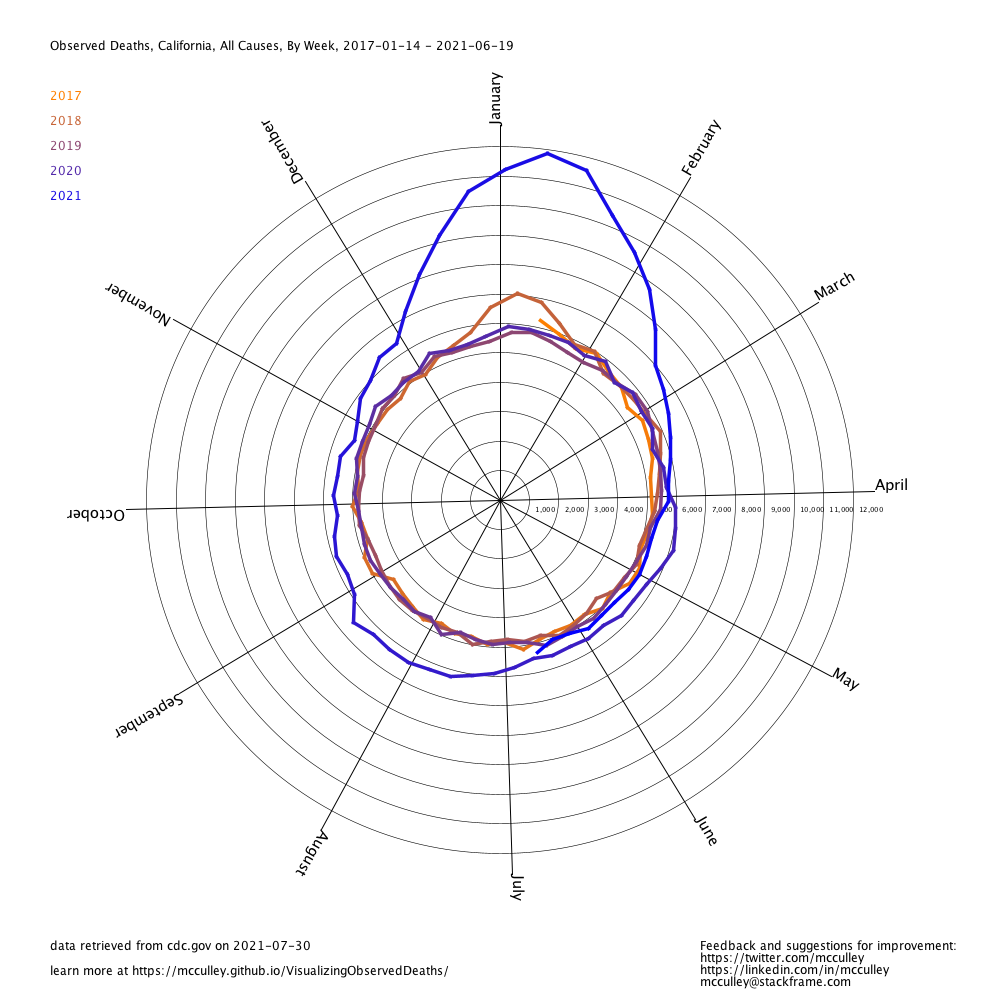 Observed Deaths, California, All Causes, By Week, 2017-01-14 - 2021-06-19
2017
2018
2019
2020
2021
January
February
March
April
May
June
July
August
September
October
November
December
1,000
2,000
3,000
4,000
6,000
7,000
8,000
9,000
10,000
11,000
12,000
data retrieved from cdc.gov on 2021-07-30
learn more at https://mcculley.github.io/VisualizingObservedDeaths/
Feedback and suggestions for improvement:
https://twitter.com/mcculley
https://linkedin.com/in/mcculley
mcculley@stackframe.com